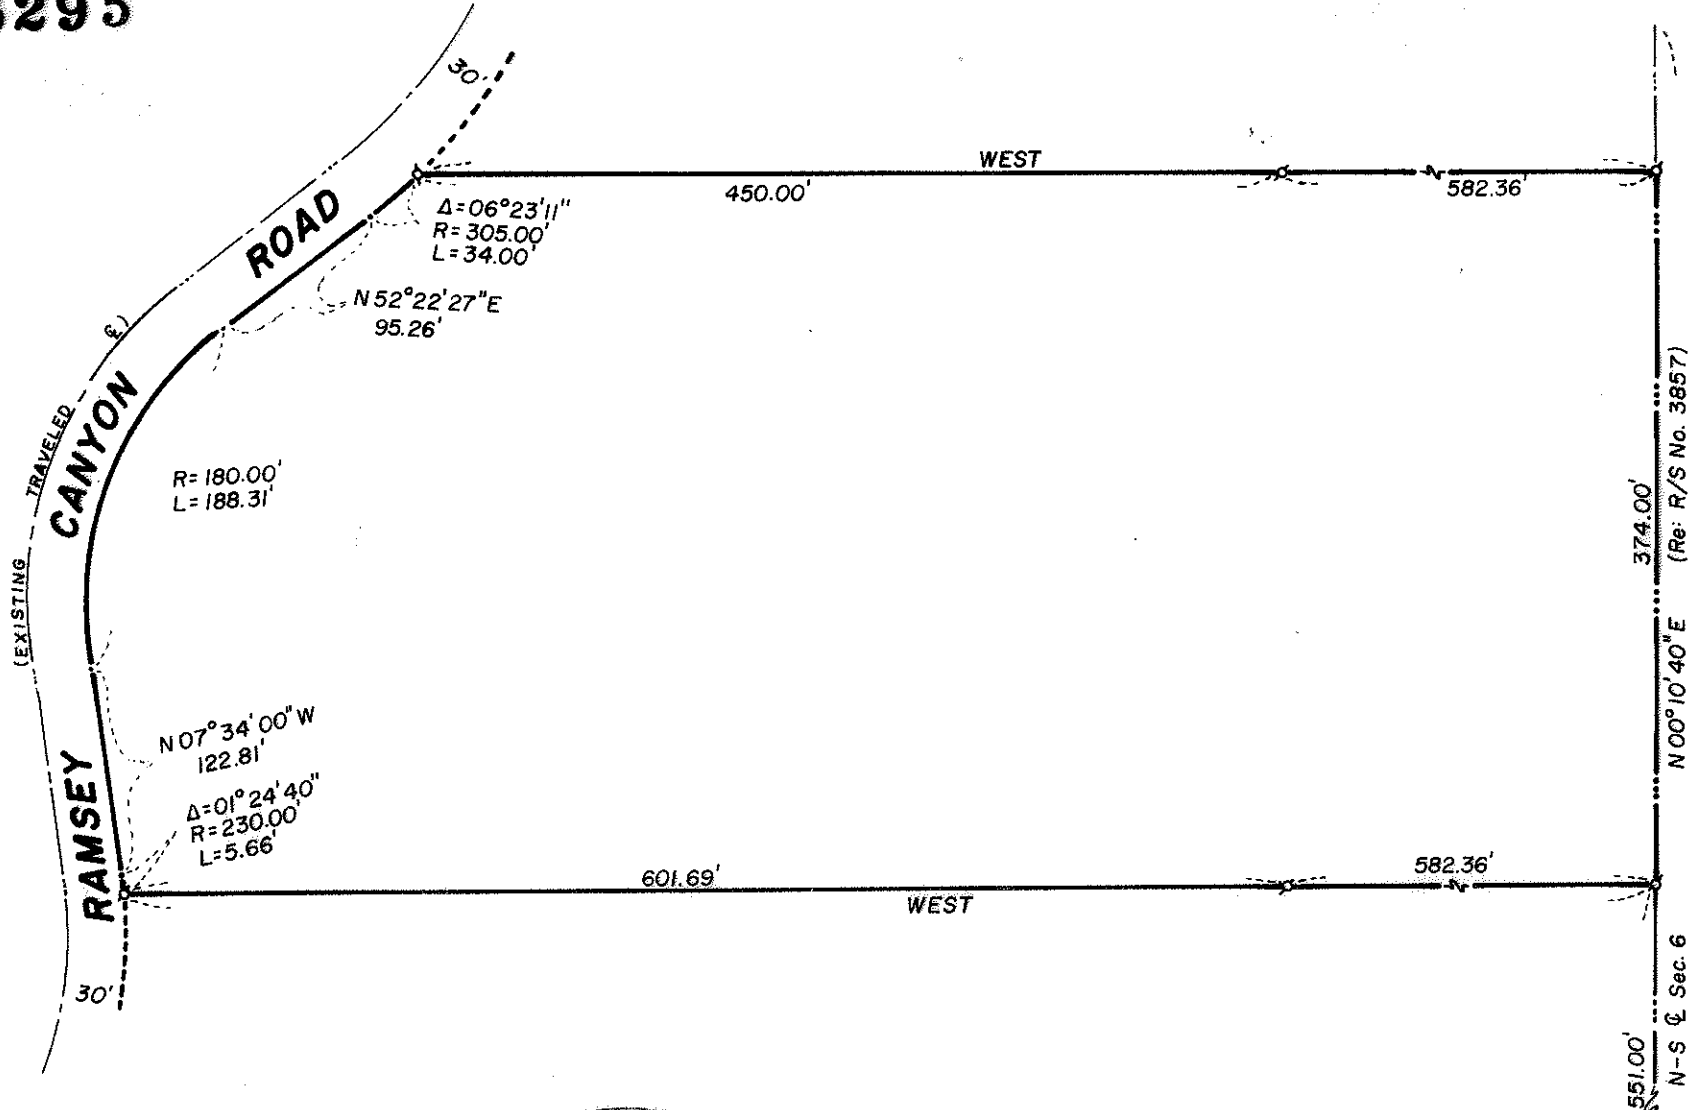 30'
WEST
450.00'
582.36'
ROAD
Δ=06°23'11"
R=305.00'
L=34.00'
N 52°22'27"E
95.26'
℄)
CANYON
TRAVELED
(EXISTING
R=180.00'
L=188.31'
374.00'
(Re: R/S No. 3857)
N 00°10'40"E
N 07°34'00"W
122.81'
Δ=01°24'40"
R=230.00'
L=5.66'
RAMSEY
601.69'
582.36'
WEST
30'
551.00'
N-S ℄ Sec. 6